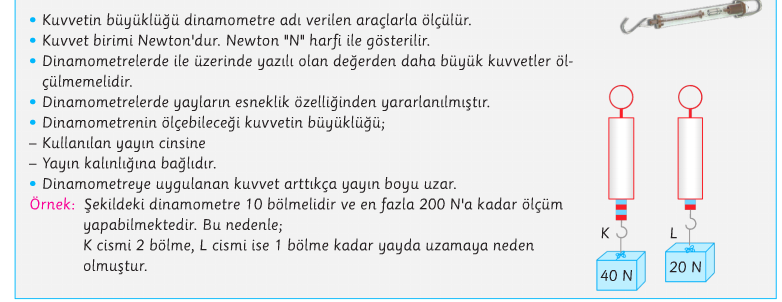 • Kuvvetin büyüklüğü dinamometre adı verilen araçlarla ölçülür.
• Kuvvet birimi Newton'dur. Newton "N" harfi ile gösterilir.
• Dinamometrelerde ile üzerinde yazılı olan değerden daha büyük kuvvetler öl-
çülmemelidir.
• Dinamometrelerde yayların esneklik özelliğinden yararlanılmıştır.
• Dinamometrenin ölçebileceği kuvvetin büyüklüğü;
– Kullanılan yayın cinsine
– Yayın kalınlığına bağlıdır.
• Dinamometreye uygulanan kuvvet arttıkça yayın boyu uzar.
Örnek: Şekildeki dinamometre 10 bölmelidir ve en fazla 200 N'a kadar ölçüm
yapabilmektedir. Bu nedenle;
K cismi 2 bölme, L cismi ise 1 bölme kadar yayda uzamaya neden
olmuştur.
K L
40 N 20 N